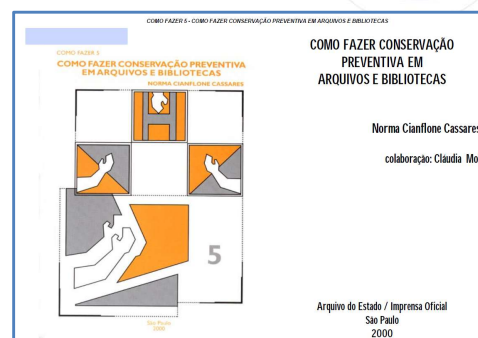 COMO FAZER 5 - COMO FAZER CONSERVAÇÃO PREVENTIVA EM ARQUIVOS E BIBLIOTECAS
COMO FAZER 5
COMO FAZER CONSERVAÇÃO PREVENTIVA
EM ARQUIVOS E BIBLIOTECAS
NORMA CIANFLONE CASSARES
5
São Paulo
2000
COMO FAZER CONSERVAÇÃO
PREVENTIVA EM
ARQUIVOS E BIBLIOTECAS
Norma Cianflone Cassares
colaboração: Cláudia Mo
Arquivo do Estado / Imprensa Oficial
São Paulo
2000